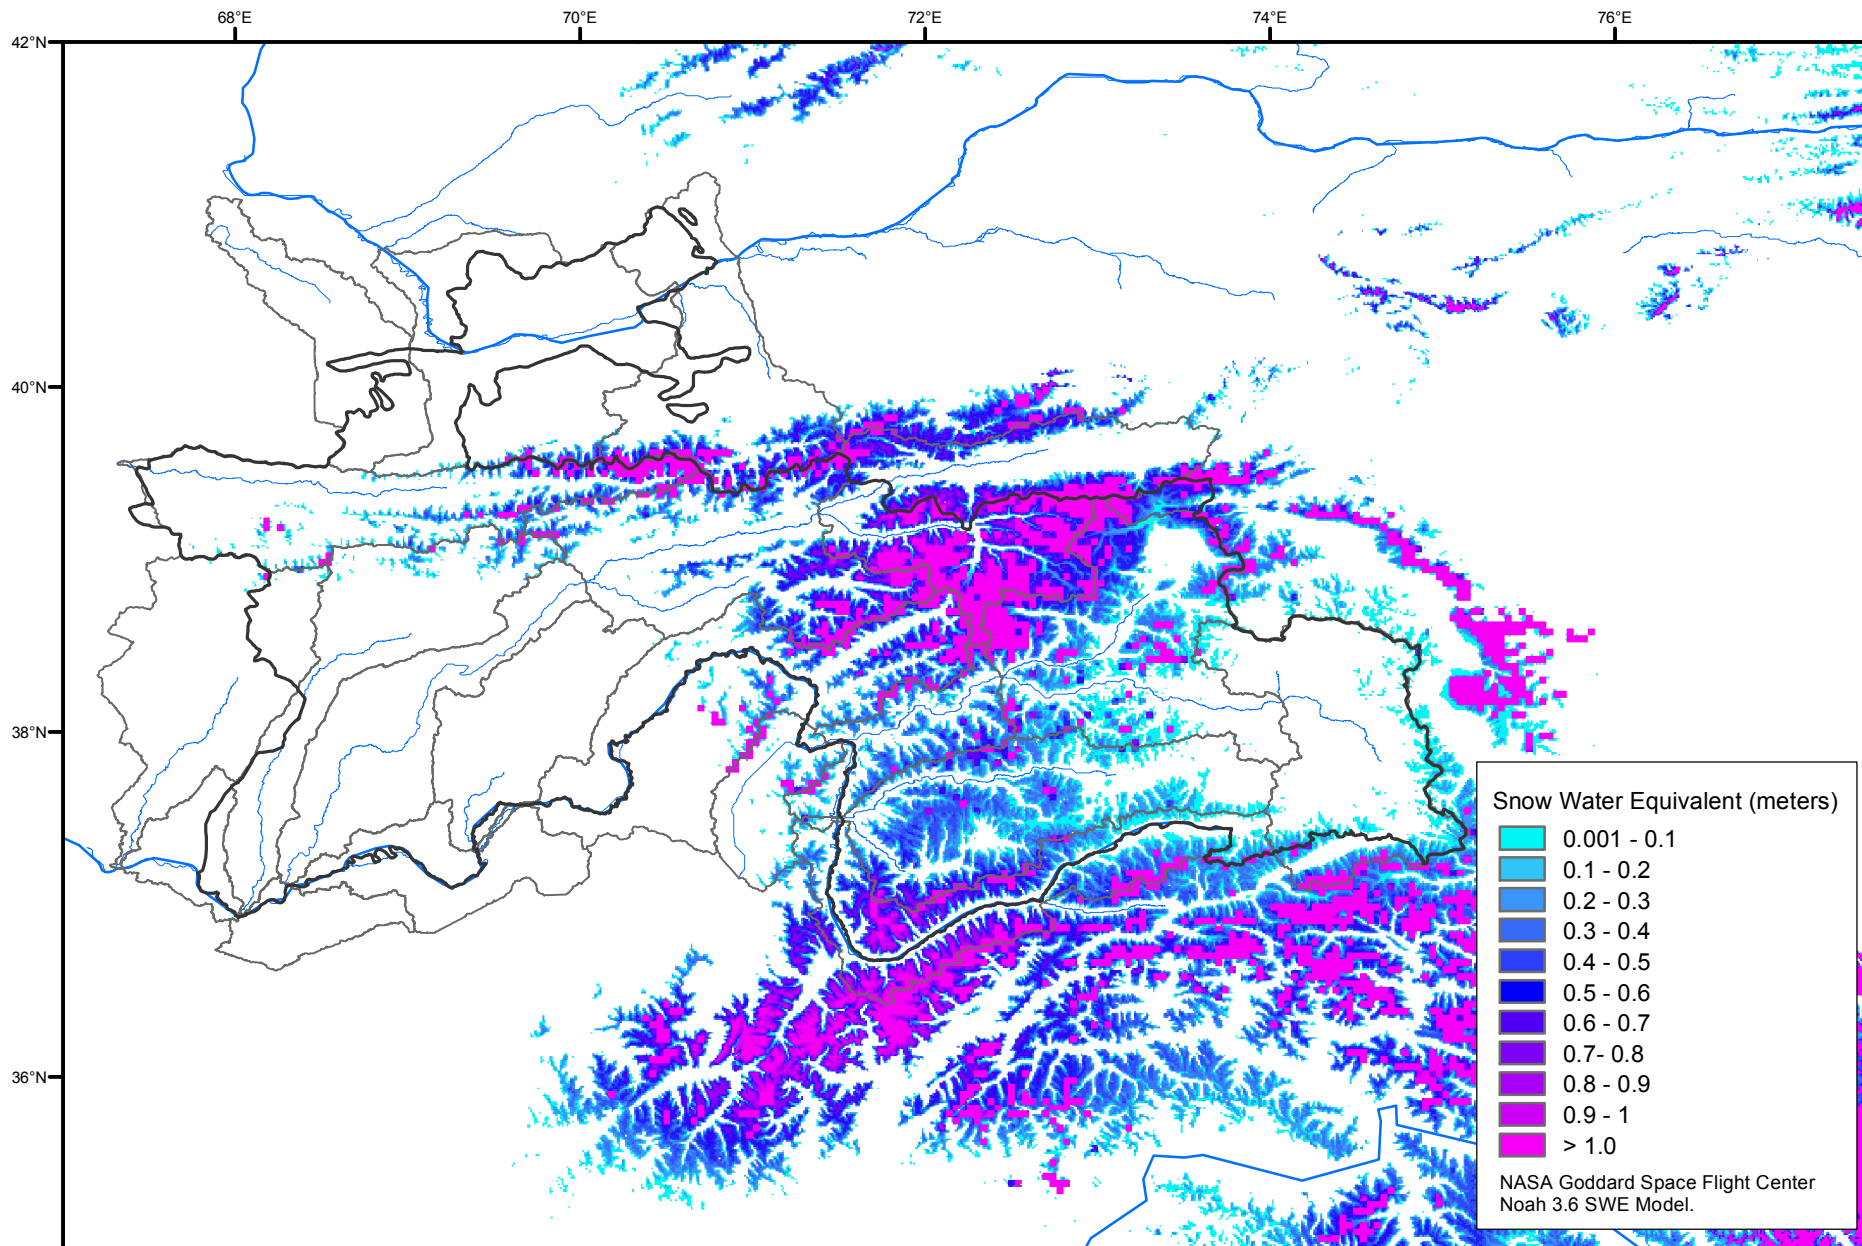 68°E
70°E
72°E
74°E
76°E
42°N
40°N
38°N
36°N
Snow Water Equivalent (meters)
0.001 - 0.1
0.1 - 0.2
0.2 - 0.3
0.3 - 0.4
0.4 - 0.5
0.5 - 0.6
0.6 - 0.7
0.7- 0.8
0.8 - 0.9
0.9 - 1
> 1.0
NASA Goddard Space Flight Center
Noah 3.6 SWE Model.